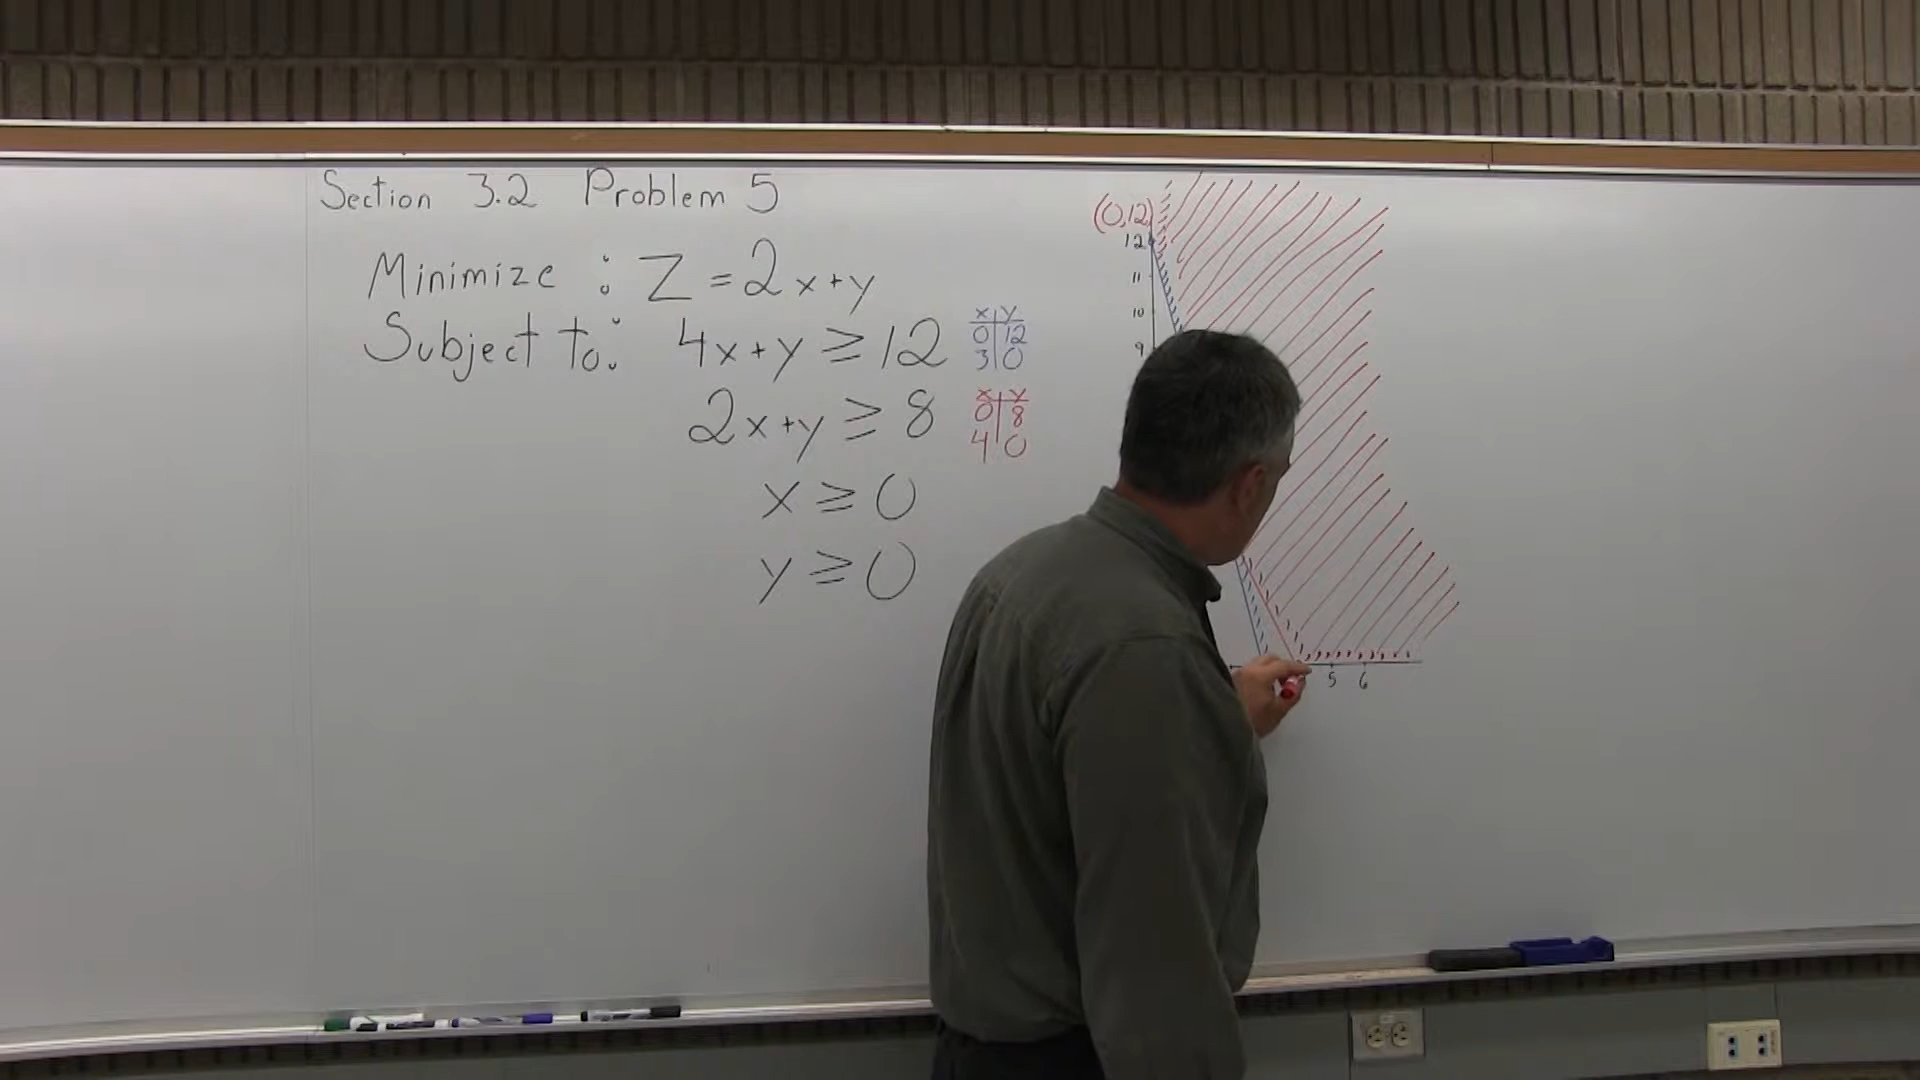 Section 3.2 Problem 5
Minimize : Z = 2x+y
Subject to: 4x+y ≥ 12
2x+y ≥ 8
x ≥ 0
y ≥ 0
x y
0 12
3 0
x y
0 8
4 0
(0,12)
12
11
10
9
5 6